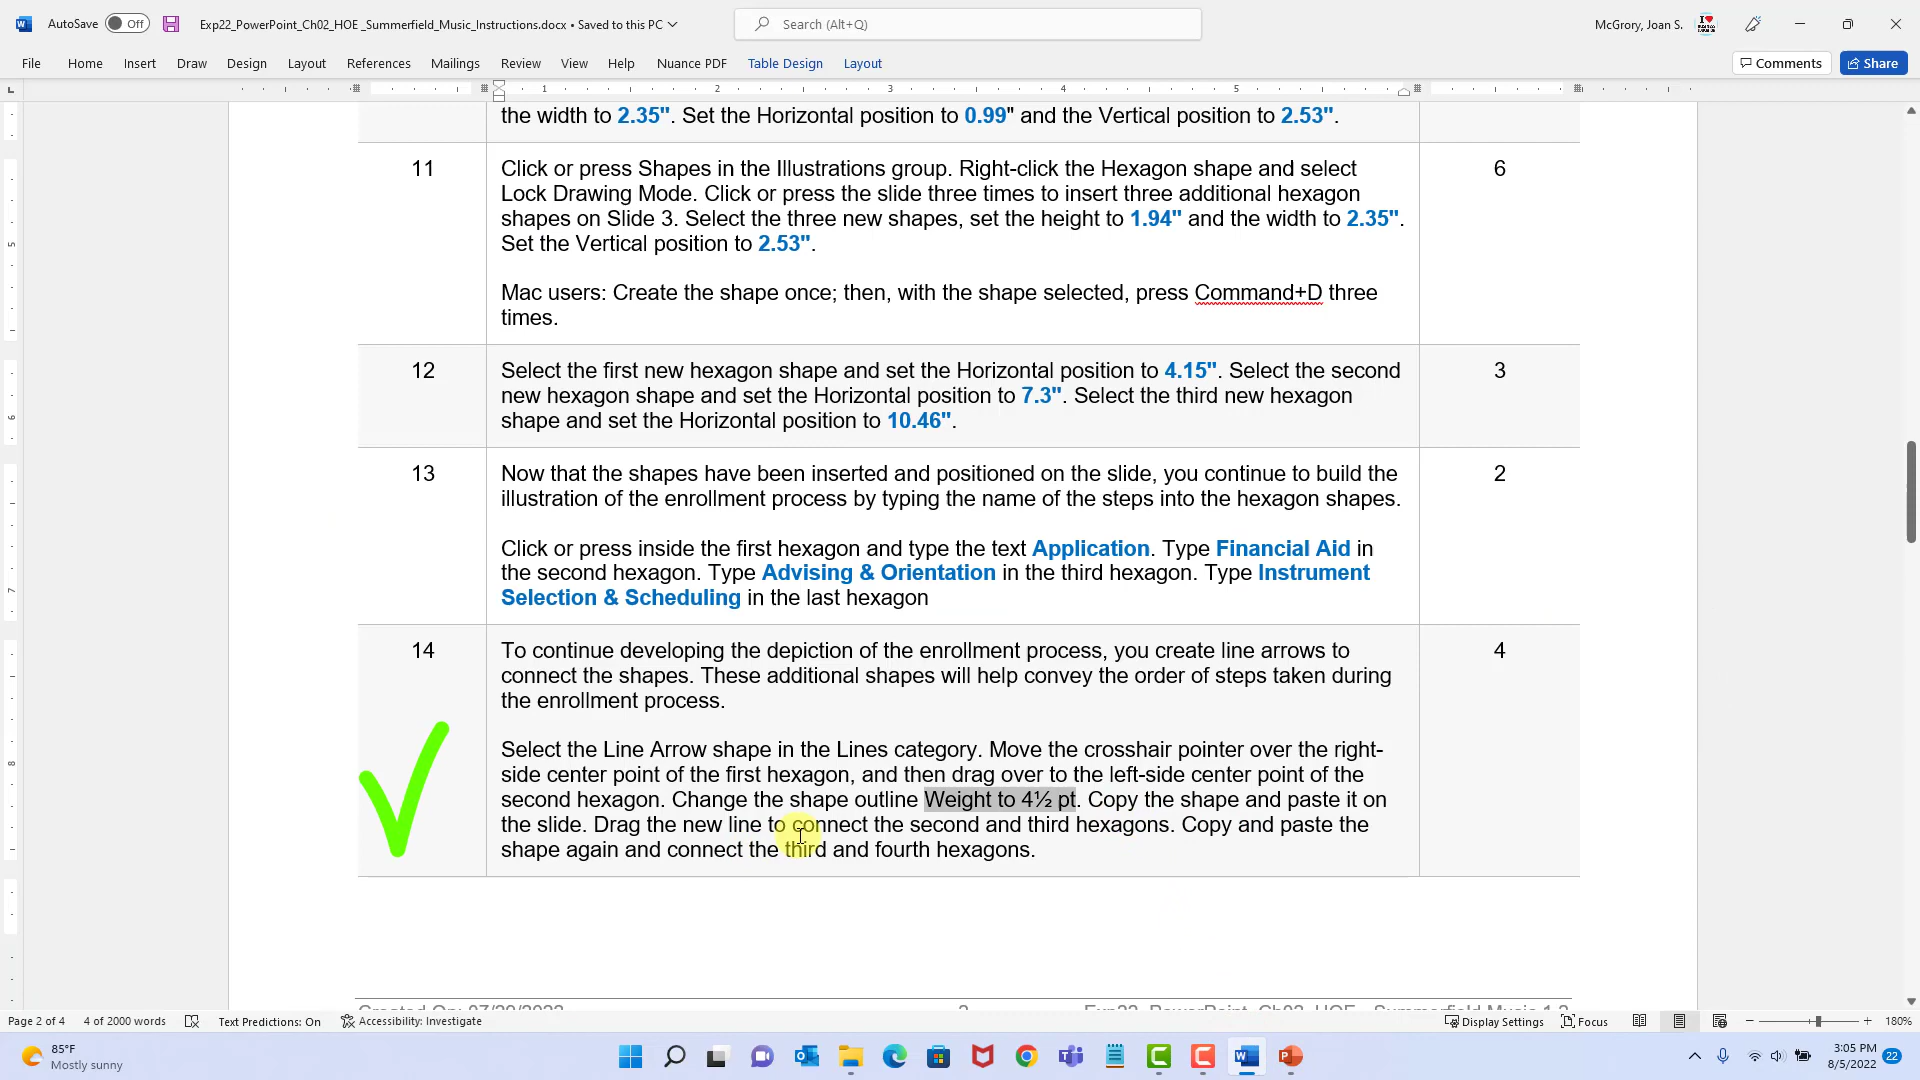 AutoSave Off Exp22_PowerPoint_Ch02_HOE _Summerfield_Music_Instructions.docx • Saved to this PC Search (Alt+Q) McGrory, Joan S.
File Home Insert Draw Design Layout References Mailings Review View Help Nuance PDF Table Design Layout Comments Share
1 2 3 4 5
the width to 2.35". Set the Horizontal position to 0.99" and the Vertical position to 2.53".
11 Click or press Shapes in the Illustrations group. Right-click the Hexagon shape and select 6
Lock Drawing Mode. Click or press the slide three times to insert three additional hexagon
shapes on Slide 3. Select the three new shapes, set the height to 1.94" and the width to 2.35".
Set the Vertical position to 2.53".
Mac users: Create the shape once; then, with the shape selected, press Command+D three
times.
12 Select the first new hexagon shape and set the Horizontal position to 4.15". Select the second 3
new hexagon shape and set the Horizontal position to 7.3". Select the third new hexagon
shape and set the Horizontal position to 10.46".
13 Now that the shapes have been inserted and positioned on the slide, you continue to build the 2
illustration of the enrollment process by typing the name of the steps into the hexagon shapes.
Click or press inside the first hexagon and type the text Application. Type Financial Aid in
the second hexagon. Type Advising & Orientation in the third hexagon. Type Instrument
Selection & Scheduling in the last hexagon
14 To continue developing the depiction of the enrollment process, you create line arrows to 4
connect the shapes. These additional shapes will help convey the order of steps taken during
the enrollment process.
Select the Line Arrow shape in the Lines category. Move the crosshair pointer over the right-
side center point of the first hexagon, and then drag over to the left-side center point of the
second hexagon. Change the shape outline Weight to 4½ pt. Copy the shape and paste it on
the slide. Drag the new line to connect the second and third hexagons. Copy and paste the
shape again and connect the third and fourth hexagons.
Page 2 of 4 4 of 2000 words Text Predictions: On Accessibility: Investigate Display Settings Focus 180%
85°F
Mostly sunny
3:05 PM
8/5/2022 22